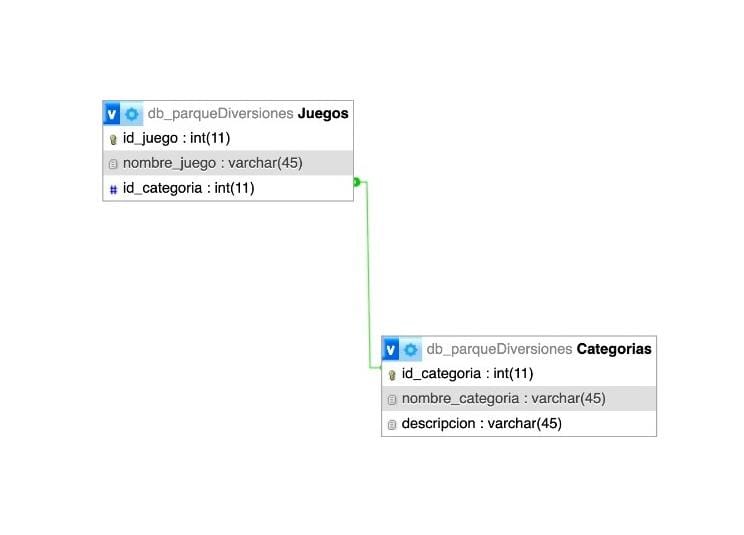 v db_parqueDiversiones Juegos
id_juego : int(11)
nombre_juego : varchar(45)
# id_categoria : int(11)
v db_parqueDiversiones Categorias
id_categoria : int(11)
nombre_categoria : varchar(45)
descripcion : varchar(45)